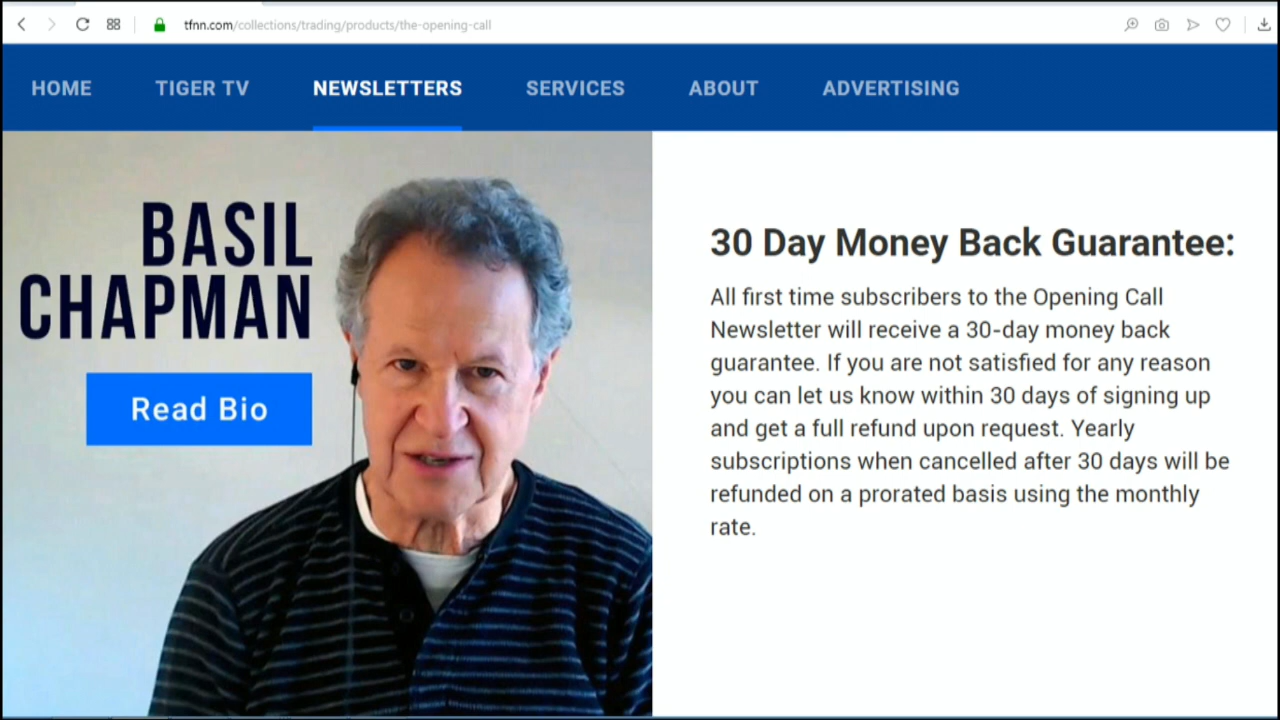 tfnn.com/collections/trading/products/the-opening-call
HOME TIGER TV NEWSLETTERS SERVICES ABOUT ADVERTISING
BASIL
CHAPMAN
Read Bio
30 Day Money Back Guarantee:
All first time subscribers to the Opening Call
Newsletter will receive a 30-day money back
guarantee. If you are not satisfied for any reason
you can let us know within 30 days of signing up
and get a full refund upon request. Yearly
subscriptions when cancelled after 30 days will be
refunded on a prorated basis using the monthly
rate.